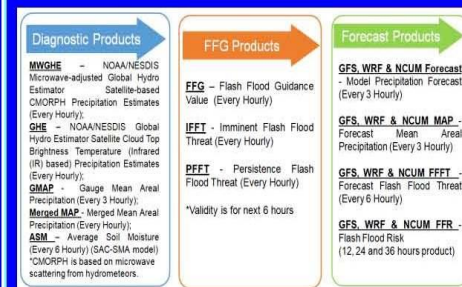 Diagnostic Products
MWGHE – NOAA/NESDIS
Microwave-adjusted Global Hydro
Estimator Satellite-based
CMORPH Precipitation Estimates
(Every Hourly);
GHE – NOAA/NESDIS Global
Hydro Estimator Satellite Cloud Top
Brightness Temperature (Infrared
(IR) based) Precipitation Estimates
(Every Hourly);
GMAP - Gauge Mean Areal
Precipitation (Every 3 Hourly);
Merged MAP - Merged Mean Areal
Precipitation (Every Hourly);
ASM – Average Soil Moisture
(Every 6 Hourly) (SAC-SMA model)
*CMORPH is based on microwave
scattering from hydrometeors.
FFG Products
FFG – Flash Flood Guidance
Value (Every Hourly)
IFFT - Imminent Flash Flood
Threat (Every Hourly)
PFFT - Persistence Flash
Flood Threat (Every Hourly)
*Validity is for next 6 hours
Forecast Products
GFS, WRF & NCUM Forecast
- Model Precipitation Forecast
(Every 3 Hourly)
GFS, WRF & NCUM MAP -
Forecast Mean Areal
Precipitation (Every 3 Hourly)
GFS, WRF & NCUM FFFT -
Forecast Flash Flood Threat
(Every 6 Hourly)
GFS, WRF & NCUM FFR -
Flash Flood Risk
(12, 24 and 36 hours product)